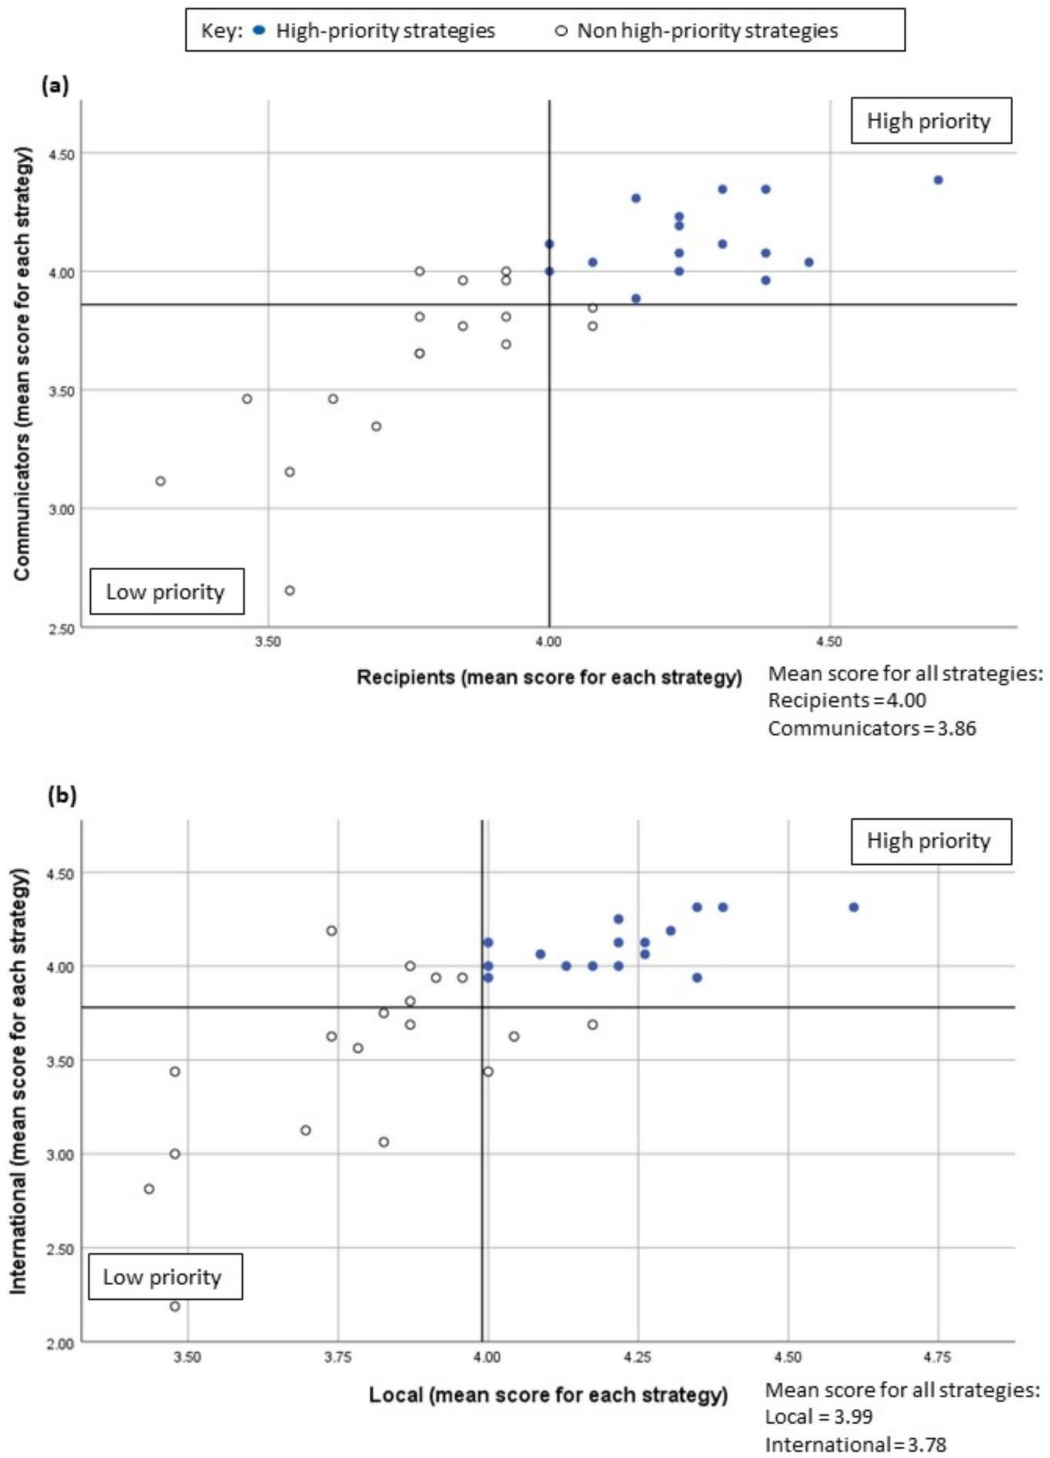 Key: High-priority strategies Non high-priority strategies
(a)
High priority
Communicators (mean score for each strategy)
4.50
4.00
3.50
3.00
2.50
Low priority
3.50 4.00 4.50
Recipients (mean score for each strategy)
Mean score for all strategies:
Recipients=4.00
Communicators=3.86
(b)
High priority
International (mean score for each strategy)
4.50
4.00
3.50
3.00
2.50
2.00
Low priority
3.50 3.75 4.00 4.25 4.50 4.75
Local (mean score for each strategy)
Mean score for all strategies:
Local = 3.99
International=3.78